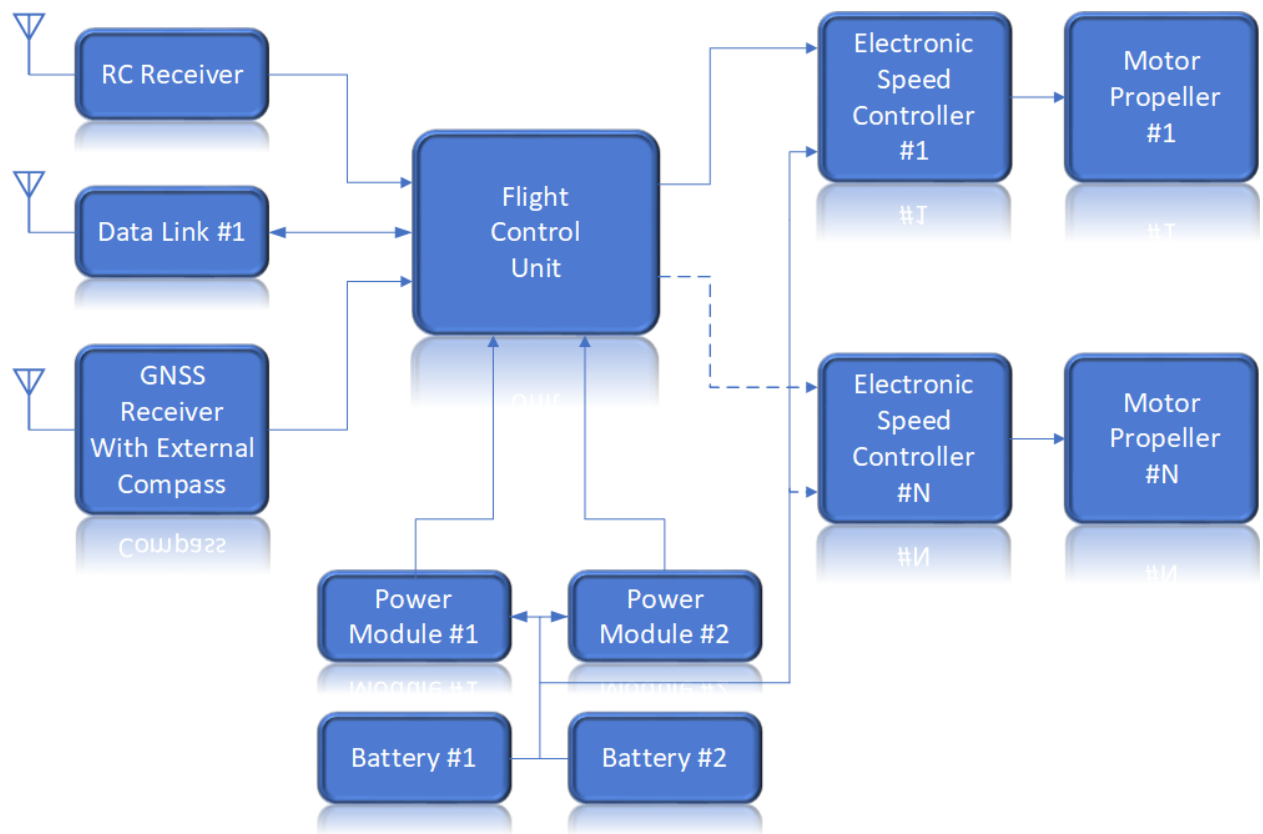 RC Receiver
Data Link #1
GNSS
Receiver
With External
Compass
Flight
Control
Unit
Electronic
Speed
Controller
#1
Motor
Propeller
#1
Electronic
Speed
Controller
#N
Motor
Propeller
#N
Power
Module #1
Power
Module #2
Battery #1
Battery #2